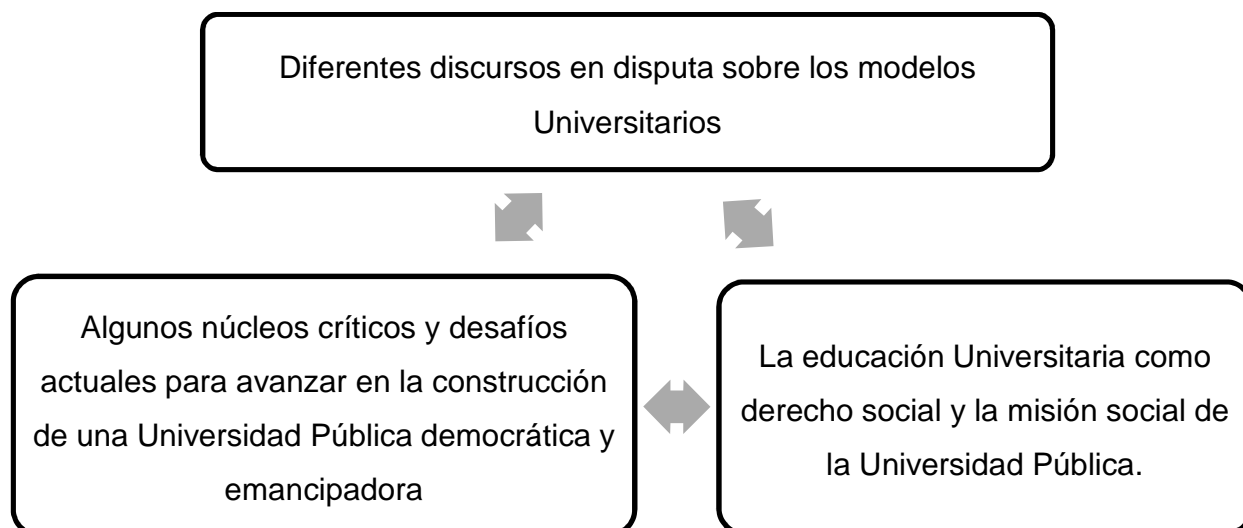 Diferentes discursos en disputa sobre los modelos
Universitarios
Algunos núcleos críticos y desafíos
actuales para avanzar en la construcción
de una Universidad Pública democrática y
emancipadora
La educación Universitaria como
derecho social y la misión social de
la Universidad Pública.